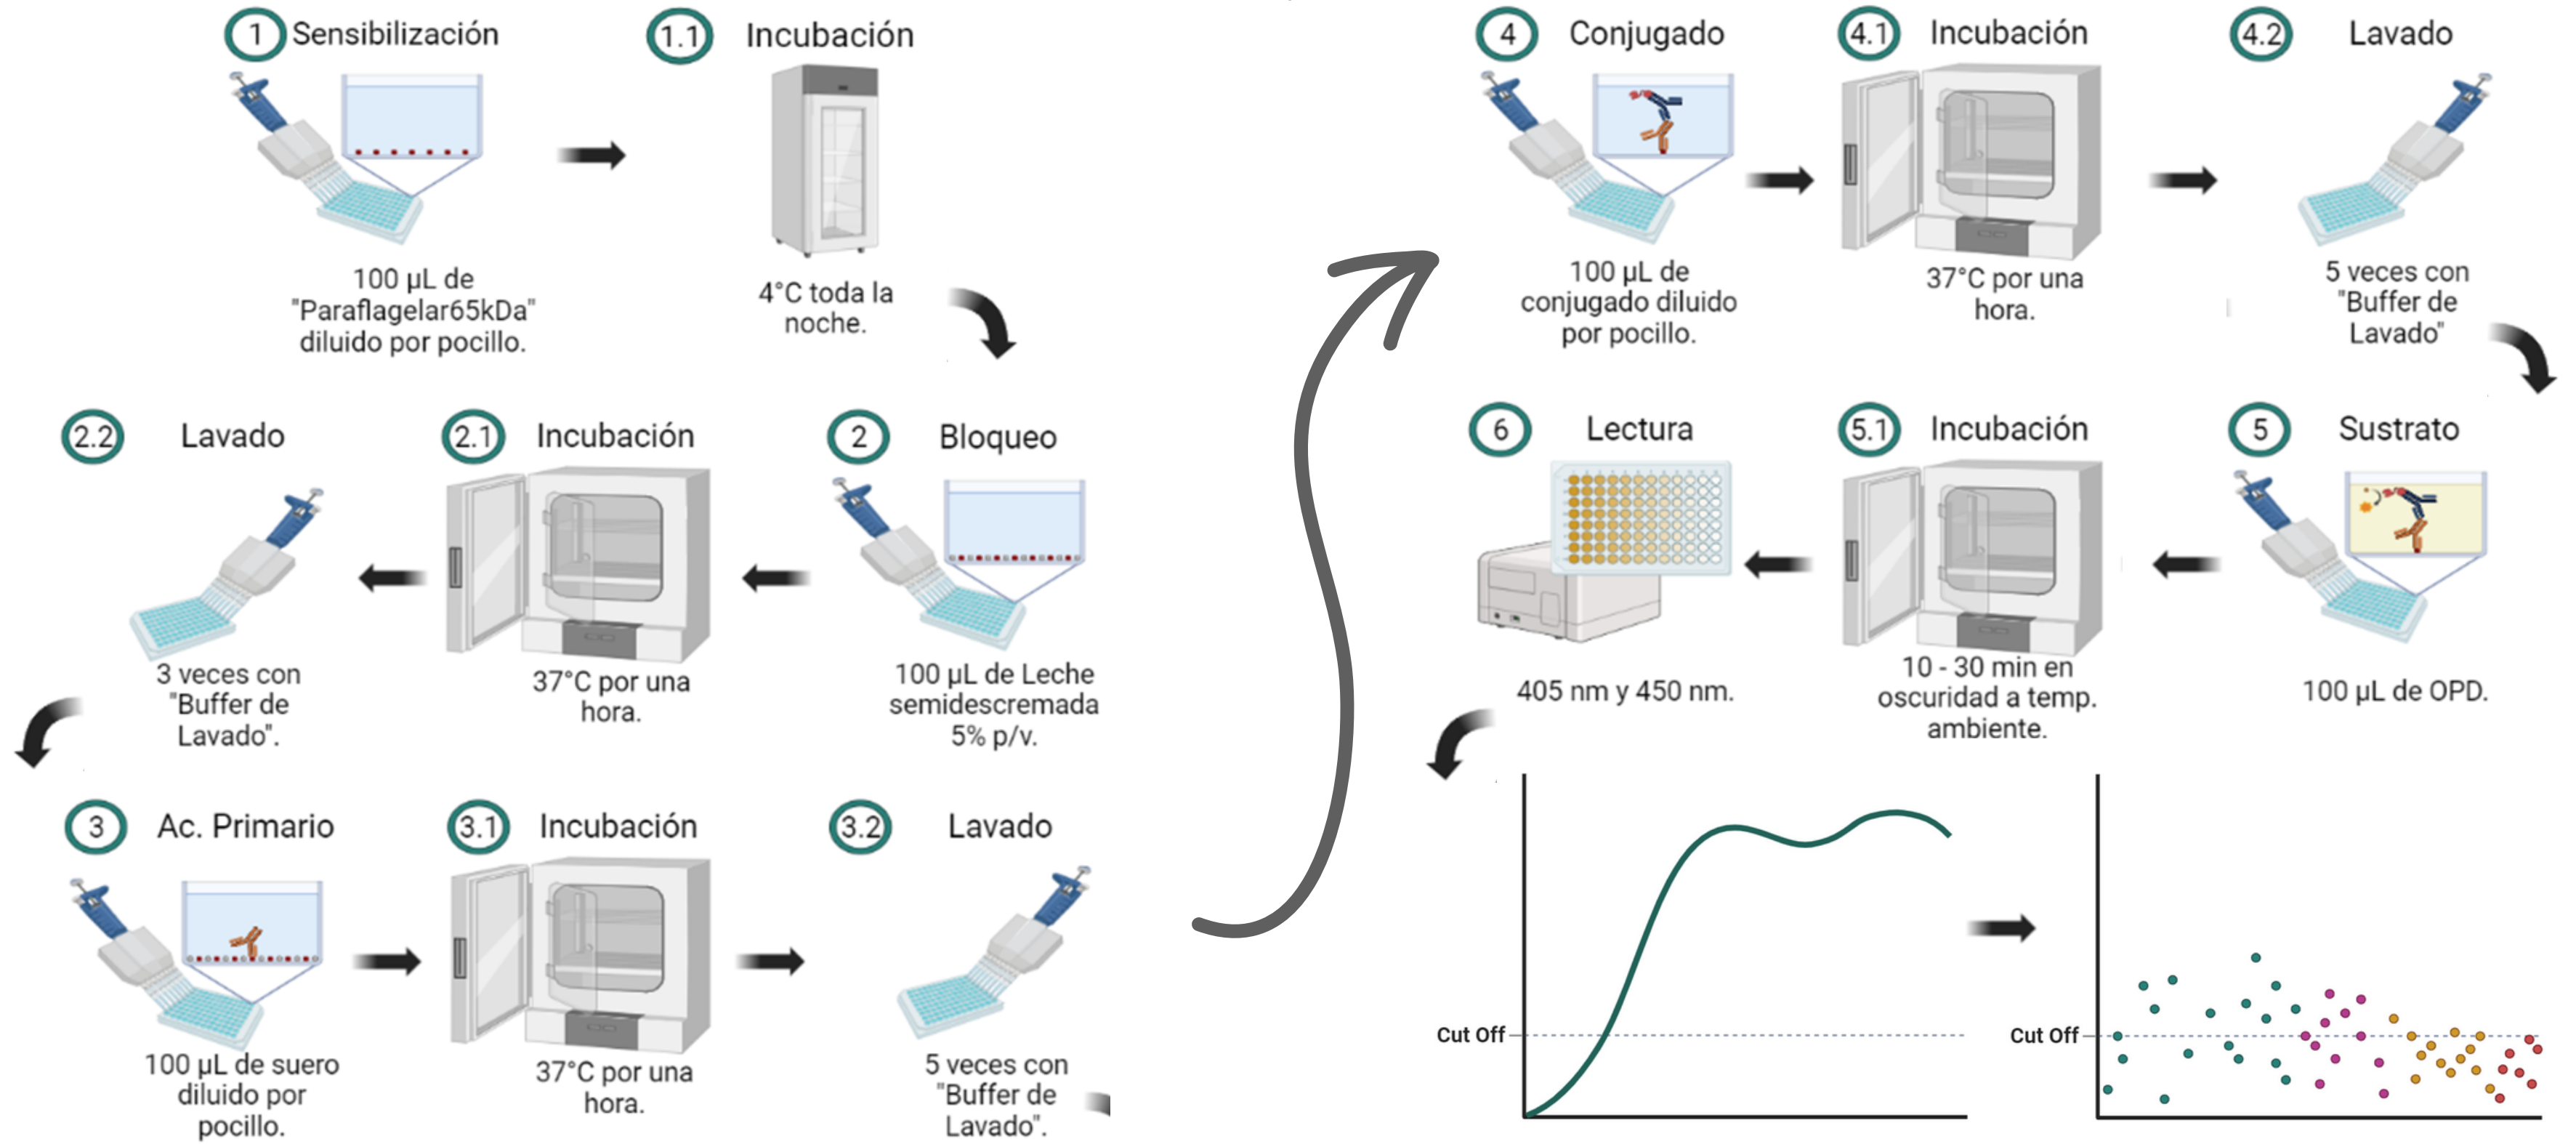 1 Sensibilización
100 µL de
"Paraflagelar65kDa"
diluido por pocillo.
1.1 Incubación
4°C toda la
noche.
2 Bloqueo
100 µL de Leche
semidescremada
5% p/v.
2.1 Incubación
37°C por una
hora.
2.2 Lavado
3 veces con
"Buffer de
Lavado".
3 Ac. Primario
100 µL de suero
diluido por
pocillo.
3.1 Incubación
37°C por una
hora.
3.2 Lavado
5 veces con
"Buffer de
Lavado".
4 Conjugado
100 µL de
conjugado diluido
por pocillo.
4.1 Incubación
37°C por una
hora.
4.2 Lavado
5 veces con
"Buffer de
Lavado"
5 Sustrato
100 µL de OPD.
5.1 Incubación
10 - 30 min en
oscuridad a temp.
ambiente.
6 Lectura
405 nm y 450 nm.
Cut Off
Cut Off